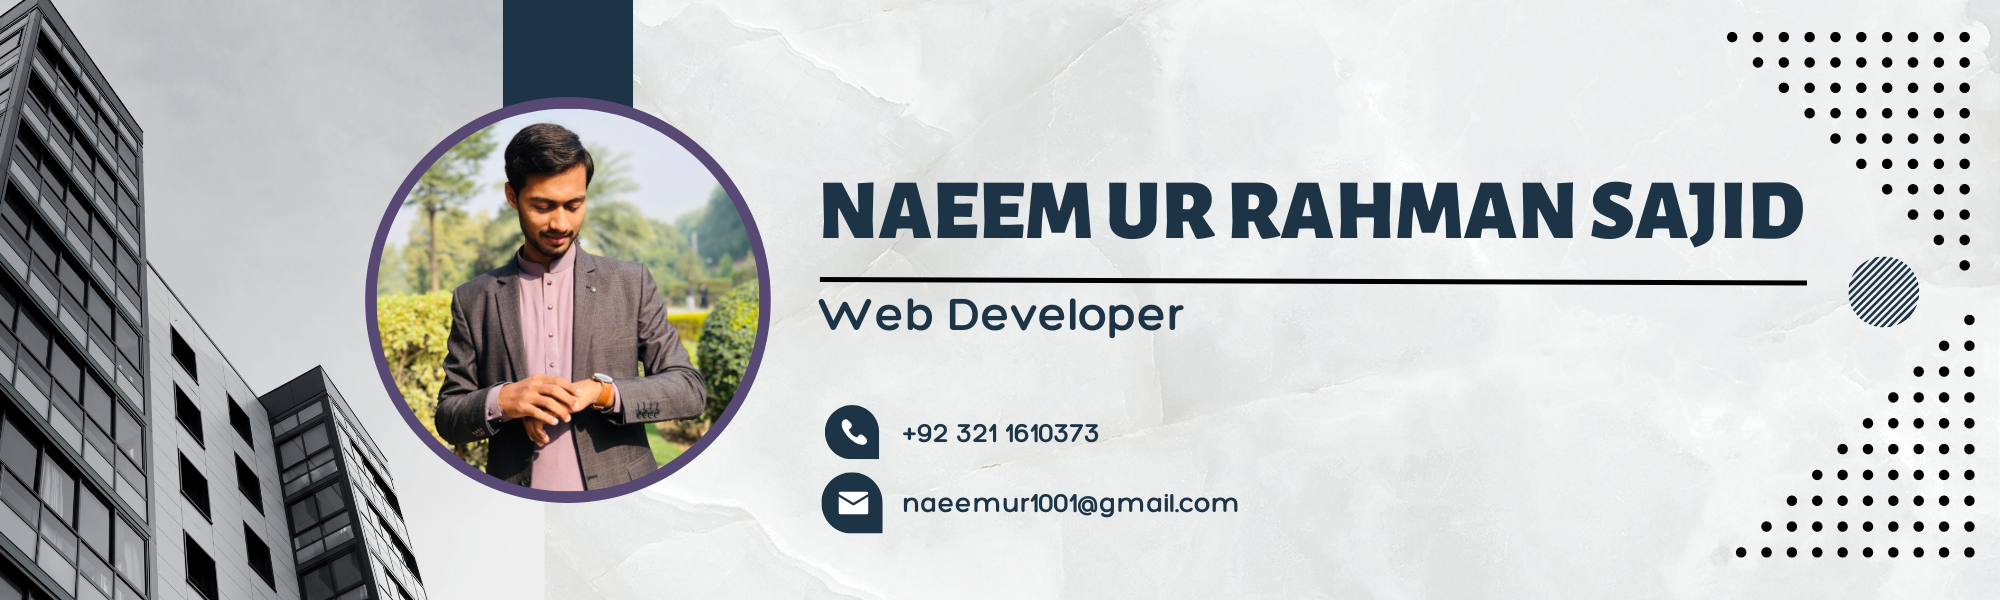 NAEEM UR RAHMAN SAJID
Web Developer
+92 321 1610373
naeemur1001@gmail.com